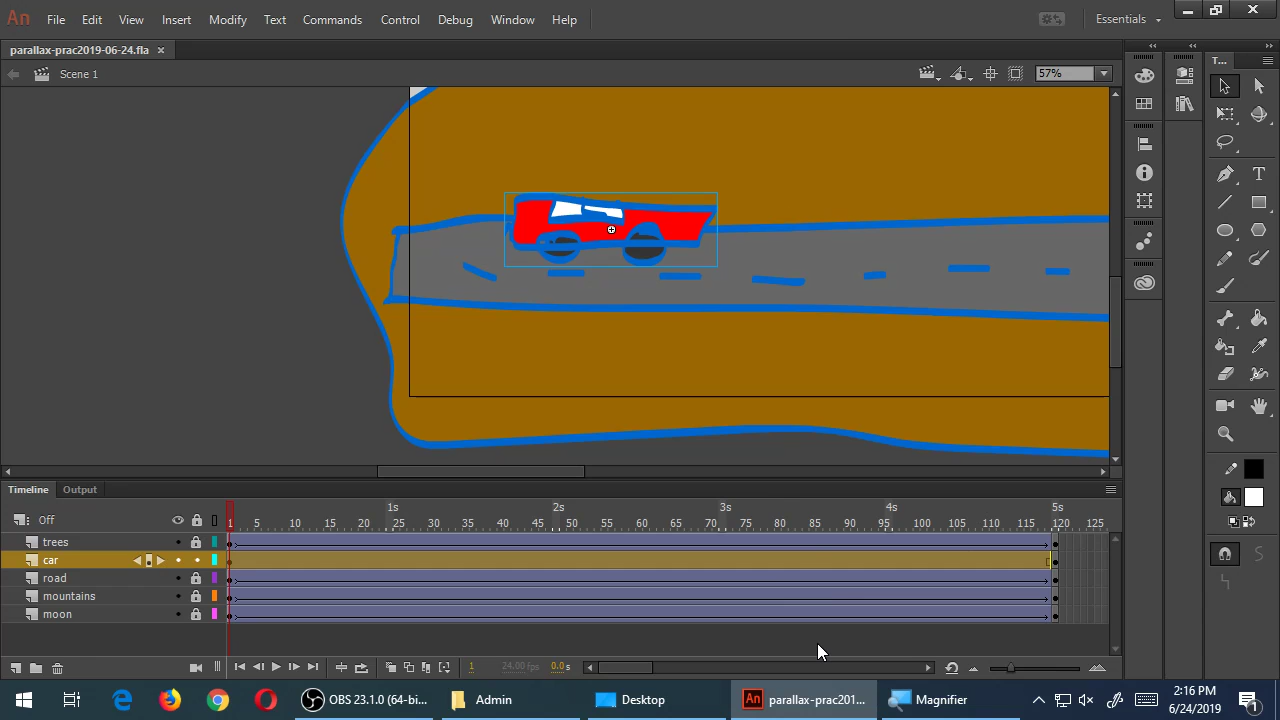 An File Edit View Insert Modify Text Commands Control Debug Window Help Essentials
parallax-prac2019-06-24.fla ×
Scene 1 57% T...
Timeline Output
Off 1s 2s 3s 4s 5s
1 5 10 15 20 25 30 35 40 45 50 55 60 65 70 75 80 85 90 95 100 105 110 115 120 125
trees
car
road
mountains
moon
1 24.00 fps 0.0 s
OBS 23.1.0 (64-bi... Admin Desktop An parallax-prac201... Magnifier 2:16 PM
6/24/2019 1